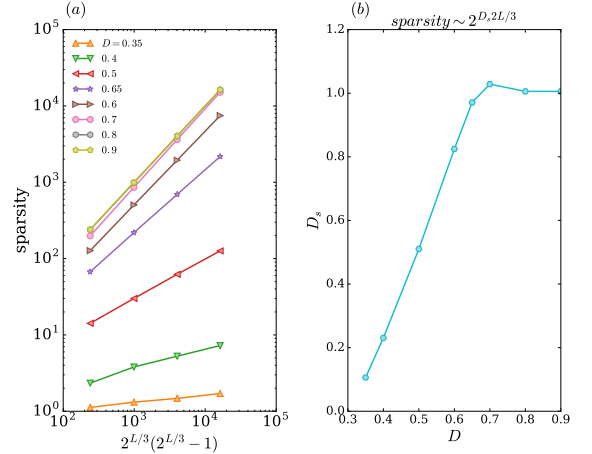 (a)
10^5
10^4
10^3
10^2
10^1
10^0
sparsity
D = 0.35
0.4
0.5
0.65
0.6
0.7
0.8
0.9
10^2 10^3 10^4 10^5
2^{L/3}(2^{L/3} − 1)
(b)
sparsity ∼ 2^{D_s 2L/3}
1.2
1.0
0.8
0.6
0.4
0.2
0.0
D_s
0.3 0.4 0.5 0.6 0.7 0.8 0.9
D